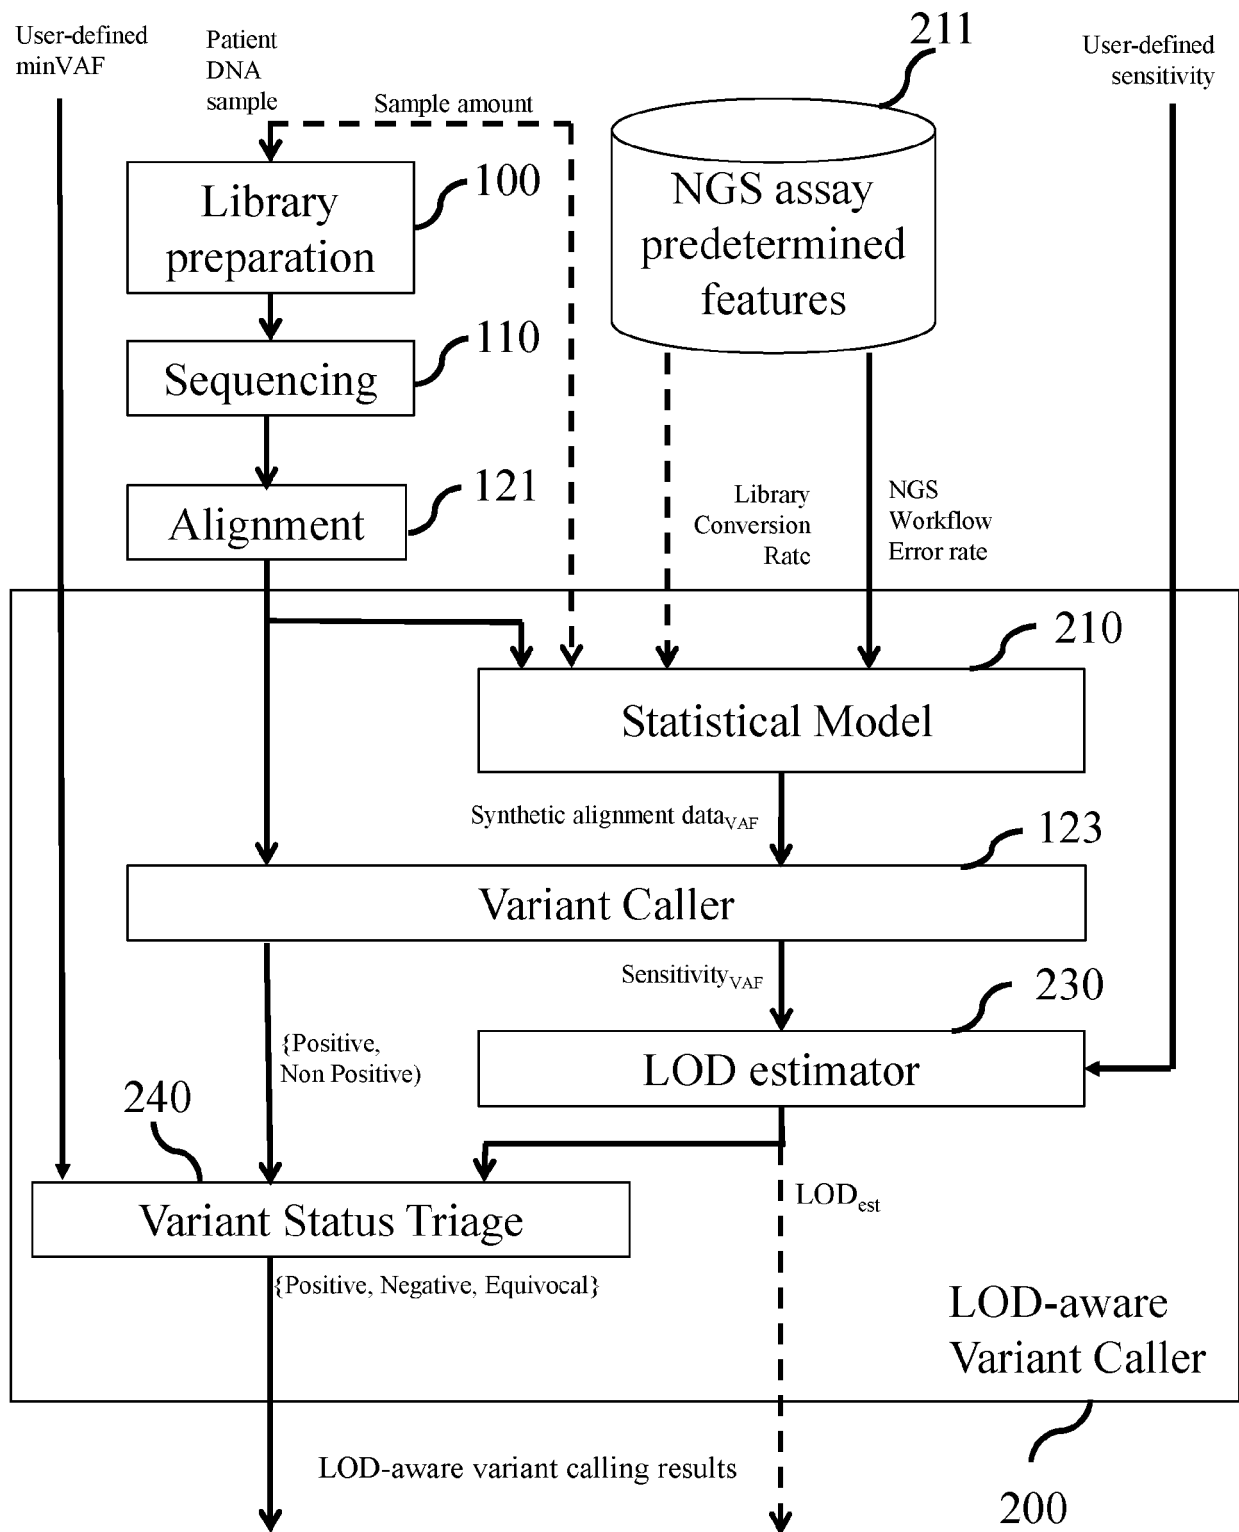 User-defined
minVAF
Patient
DNA
sample
Sample amount
211
User-defined
sensitivity
Library
preparation
100
NGS assay
predetermined
features
Sequencing
110
Alignment
121
Library
Conversion
Rate
NGS
Workflow
Error rate
210
Statistical Model
Synthetic alignment dataVAF
123
Variant Caller
SensitivityVAF
230
{Positive,
Non Positive)
LOD estimator
240
Variant Status Triage
LODest
{Positive, Negative, Equivocal}
LOD-aware
Variant Caller
LOD-aware variant calling results
200